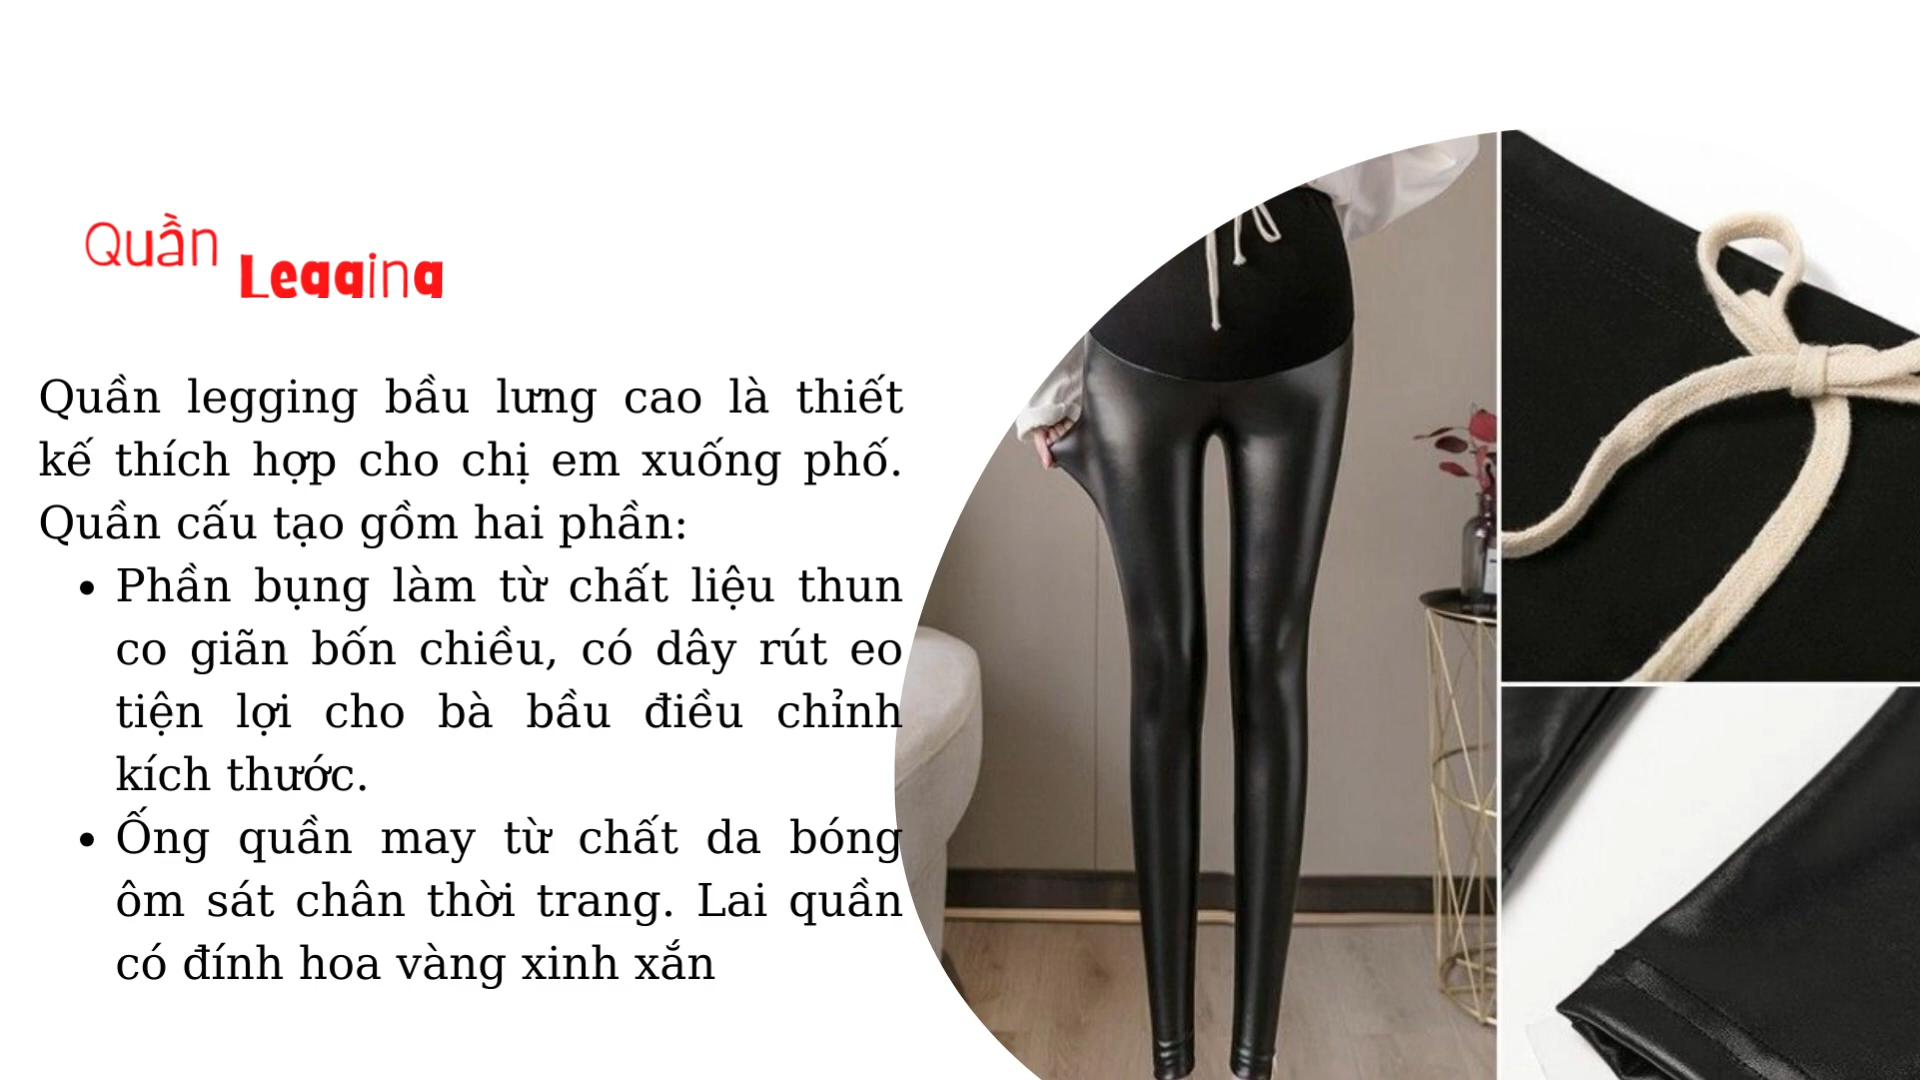 Quần Legging
Quần legging bầu lưng cao là thiết
kế thích hợp cho chị em xuống phố.
Quần cấu tạo gồm hai phần:
• Phần bụng làm từ chất liệu thun
co giãn bốn chiều, có dây rút eo
tiện lợi cho bà bầu điều chỉnh
kích thước.
• Ống quần may từ chất da bóng
ôm sát chân thời trang. Lai quần
có đính hoa vàng xinh xắn